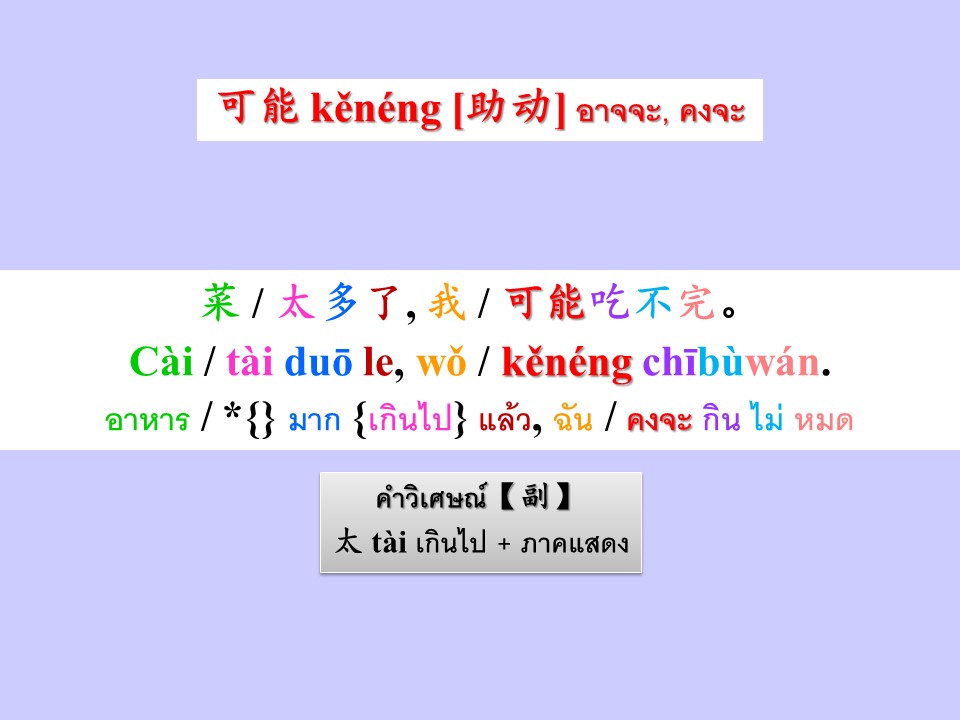 可能 kěnéng [助动] อาจจะ, คงจะ
菜 / 太多了, 我 / 可能吃不完。
Cài / tài duō le, wǒ / kěnéng chībùwán.
อาหาร / *{} มาก {เกินไป} แล้ว, ฉัน / คงจะ กิน ไม่ หมด
คำวิเศษณ์【副】
太 tài เกินไป + ภาคแสดง